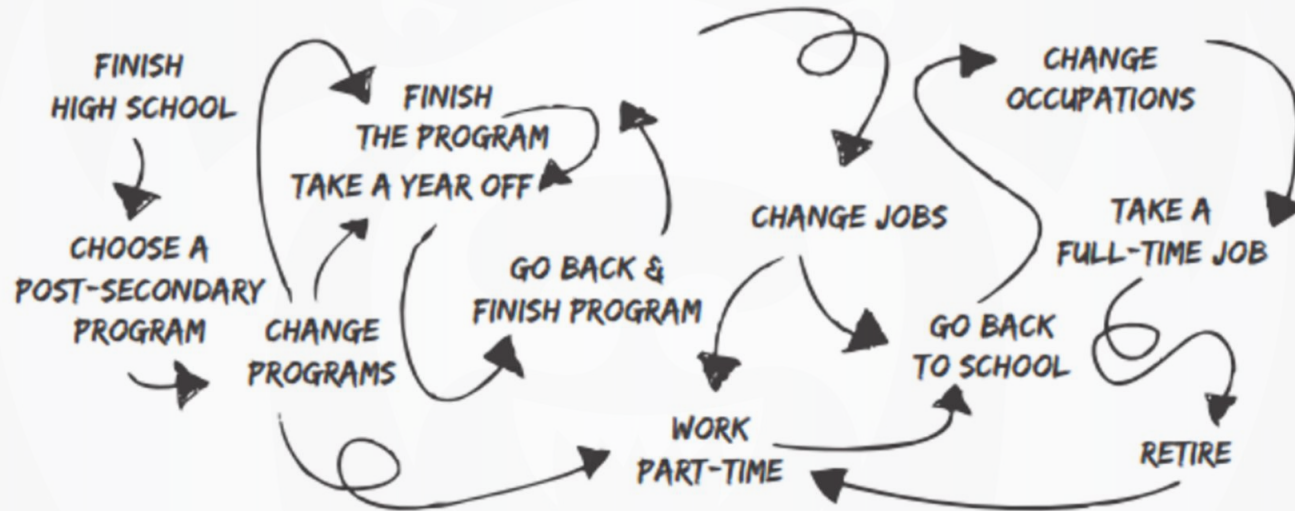 FINISH
HIGH SCHOOL
CHOOSE A
POST-SECONDARY
PROGRAM
CHANGE
PROGRAMS
FINISH
THE PROGRAM
TAKE A YEAR OFF
GO BACK &
FINISH PROGRAM
CHANGE JOBS
WORK
PART-TIME
GO BACK
TO SCHOOL
CHANGE
OCCUPATIONS
TAKE A
FULL-TIME JOB
RETIRE